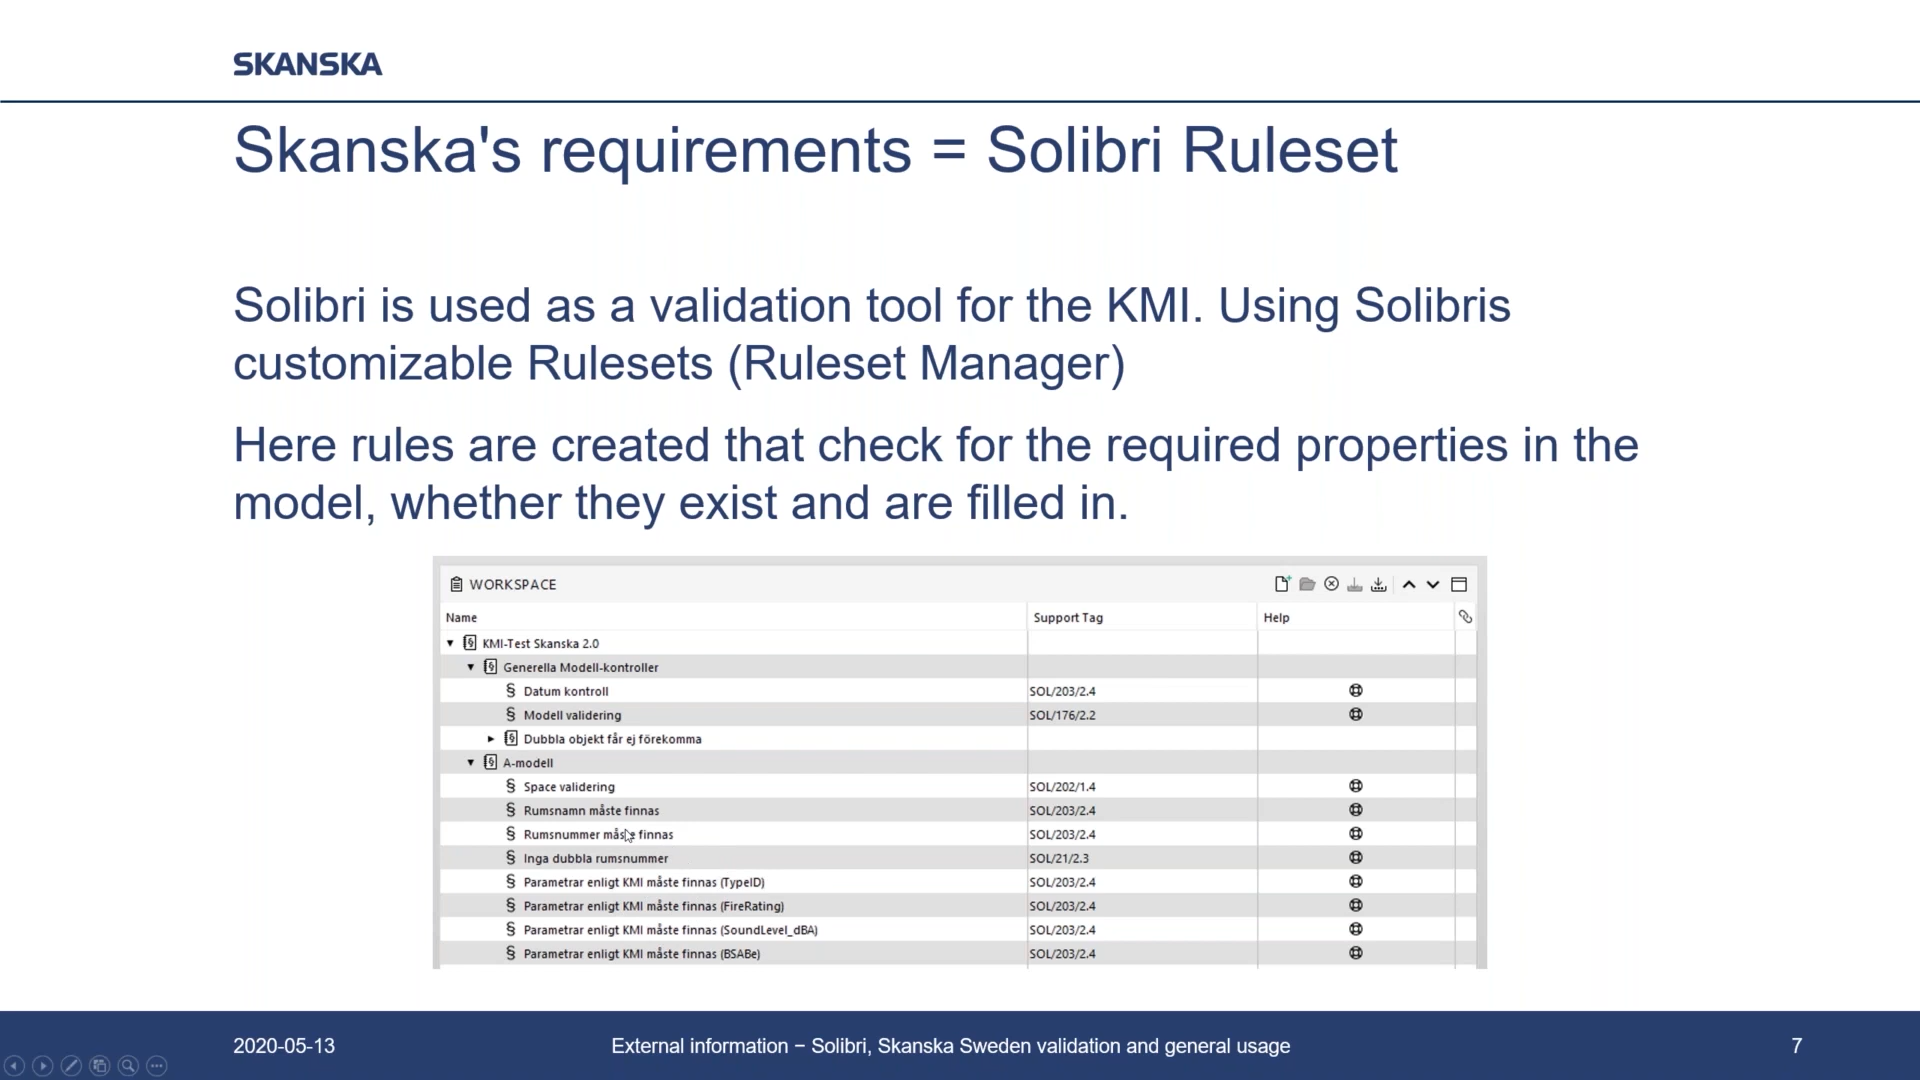 SKANSKA
Skanska's requirements = Solibri Ruleset
Solibri is used as a validation tool for the KMI. Using Solibris
customizable Rulesets (Ruleset Manager)
Here rules are created that check for the required properties in the
model, whether they exist and are filled in.
WORKSPACE
Name Support Tag Help
KMI-Test Skanska 2.0
Generella Modell-kontroller
§ Datum kontroll SOL/203/2.4
§ Modell validering SOL/176/2.2
Dubbla objekt får ej förekomma
A-modell
§ Space validering SOL/202/1.4
§ Rumsnamn måste finnas SOL/203/2.4
§ Rumsnummer måste finnas SOL/203/2.4
§ Inga dubbla rumsnummer SOL/21/2.3
§ Parametrar enligt KMI måste finnas (TypeID) SOL/203/2.4
§ Parametrar enligt KMI måste finnas (FireRating) SOL/203/2.4
§ Parametrar enligt KMI måste finnas (SoundLevel_dBA) SOL/203/2.4
§ Parametrar enligt KMI måste finnas (BSABe) SOL/203/2.4
2020-05-13 External information – Solibri, Skanska Sweden validation and general usage 7